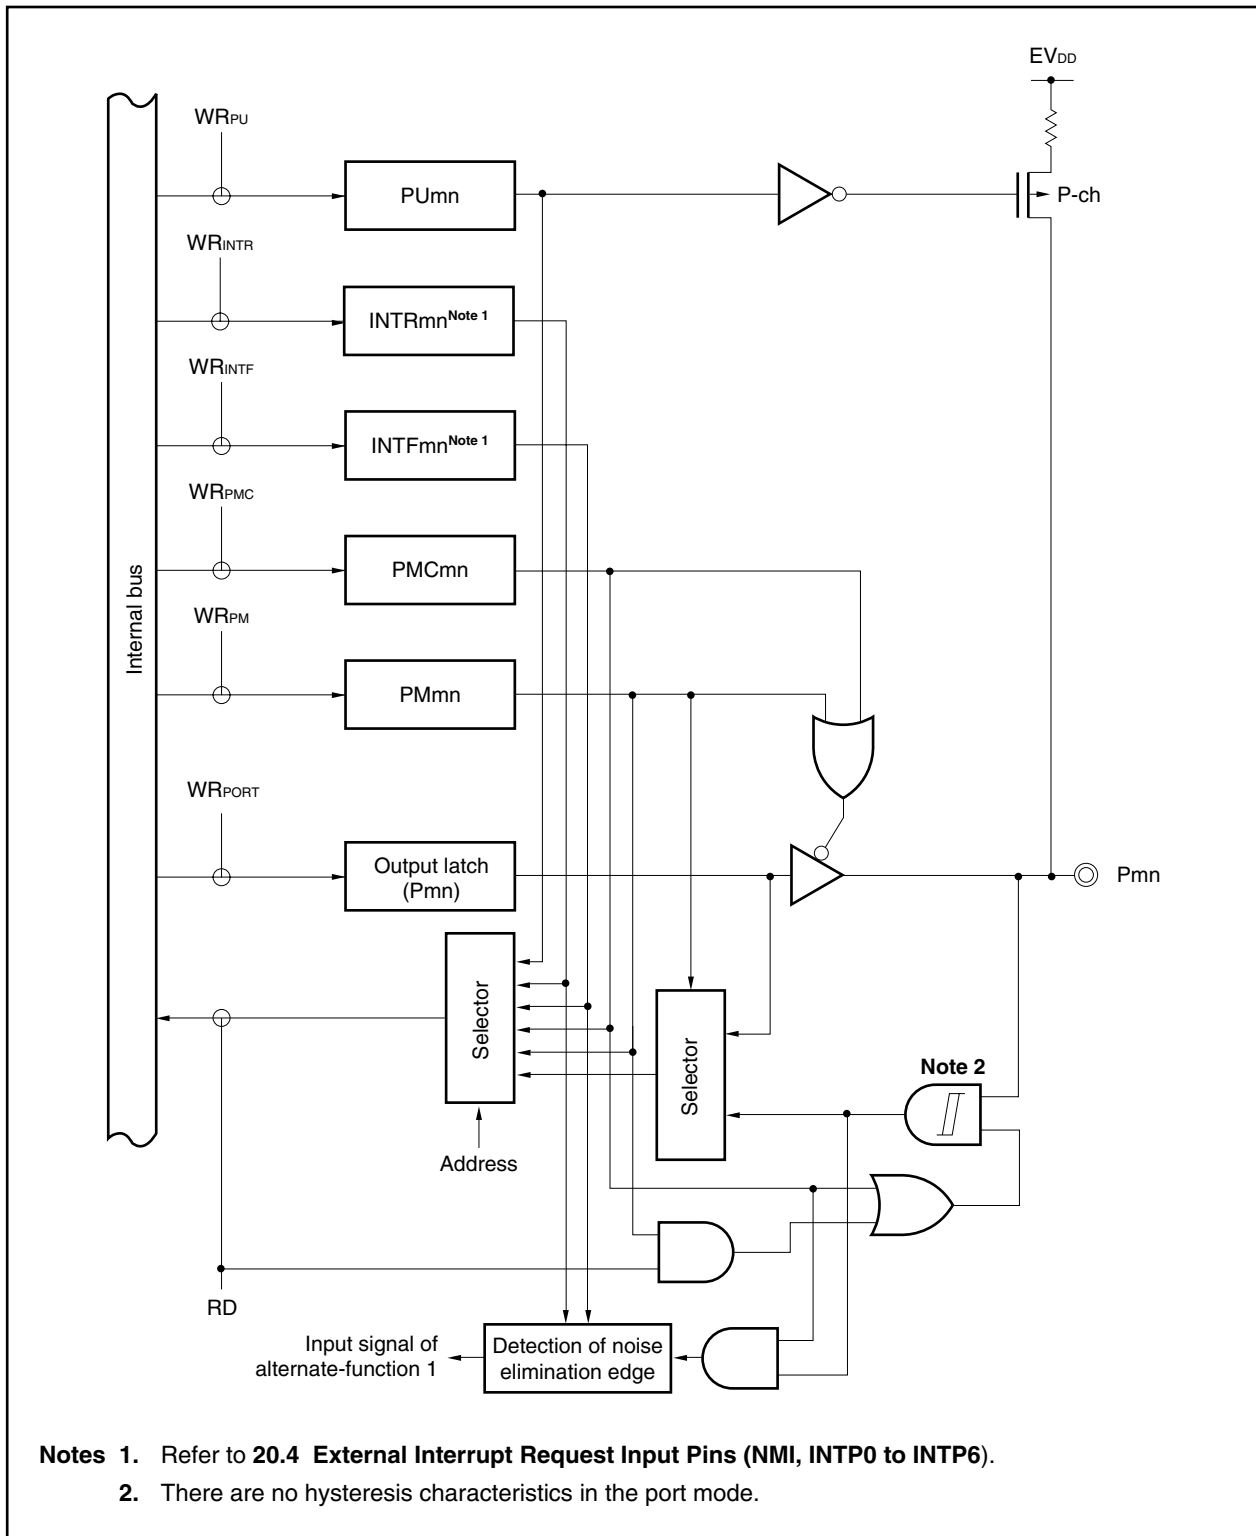 EVDD
WRPU
PUmn
P-ch
WRINTR
INTRmnNote 1
WRINTF
INTFmnNote 1
WRPMC
PMCmn
Internal bus
WRPM
PMmn
WRPORT
Output latch
(Pmn)
Pmn
Selector
Selector
Note 2
Address
RD
Input signal of
alternate-function 1
Detection of noise
elimination edge
Notes 1. Refer to 20.4 External Interrupt Request Input Pins (NMI, INTP0 to INTP6).
2. There are no hysteresis characteristics in the port mode.